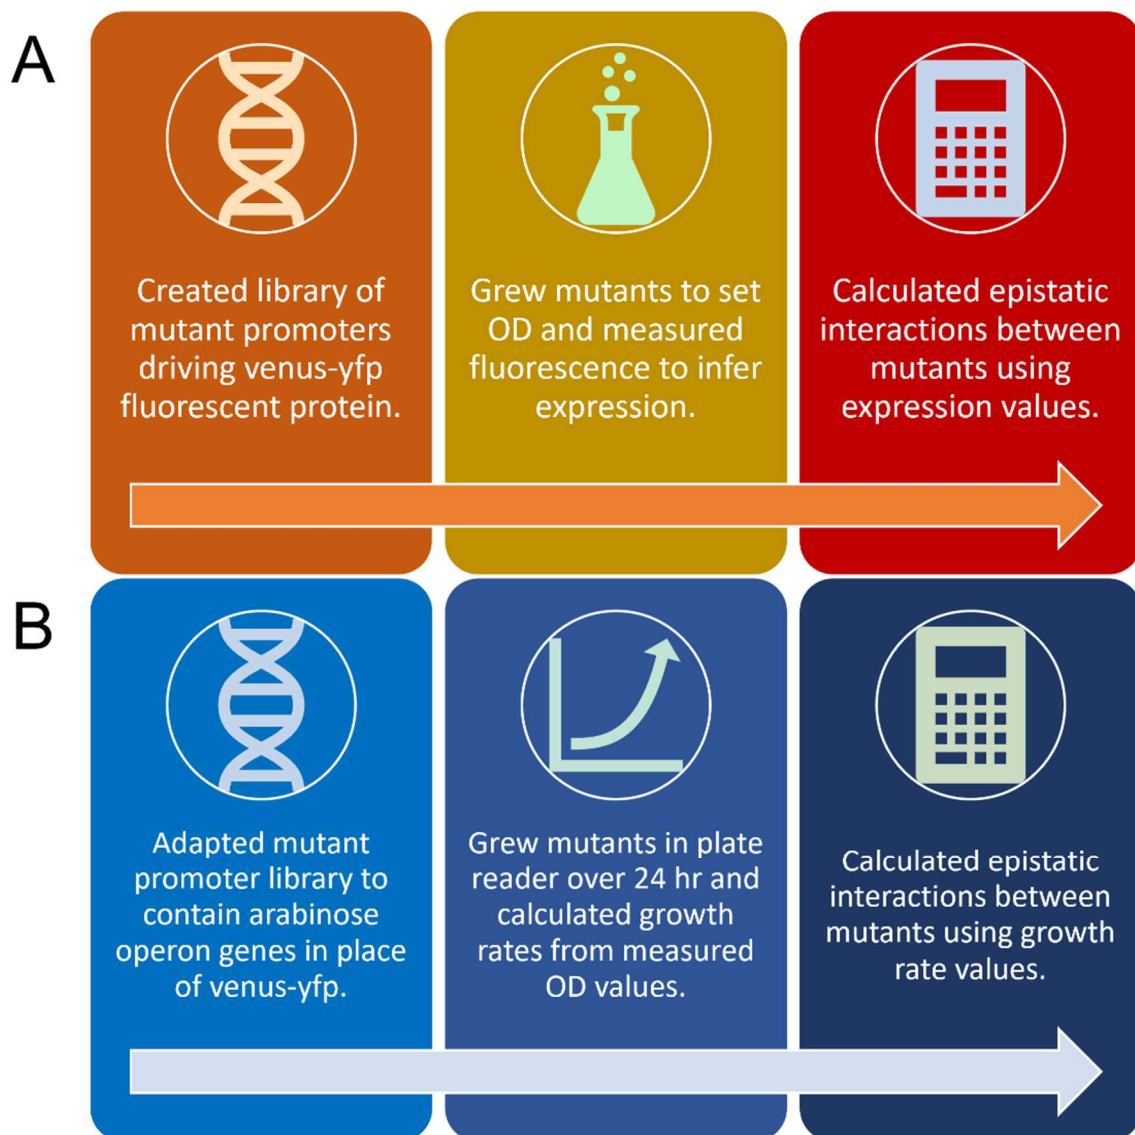 A
Created library of
mutant promoters
driving venus-yfp
fluorescent protein.
Grew mutants to set
OD and measured
fluorescence to infer
expression.
Calculated epistatic
interactions between
mutants using
expression values.
B
Adapted mutant
promoter library to
contain arabinose
operon genes in place
of venus-yfp.
Grew mutants in plate
reader over 24 hr and
calculated growth
rates from measured
OD values.
Calculated epistatic
interactions between
mutants using growth
rate values.